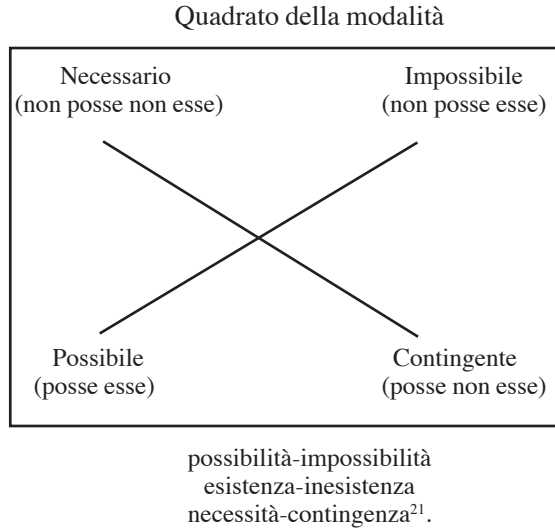 Quadrato della modalità
Necessario
(non posse non esse)
Impossibile
(non posse esse)
Possibile
(posse esse)
Contingente
(posse non esse)
possibilità-impossibilità
esistenza-inesistenza
necessità-contingenza²¹.